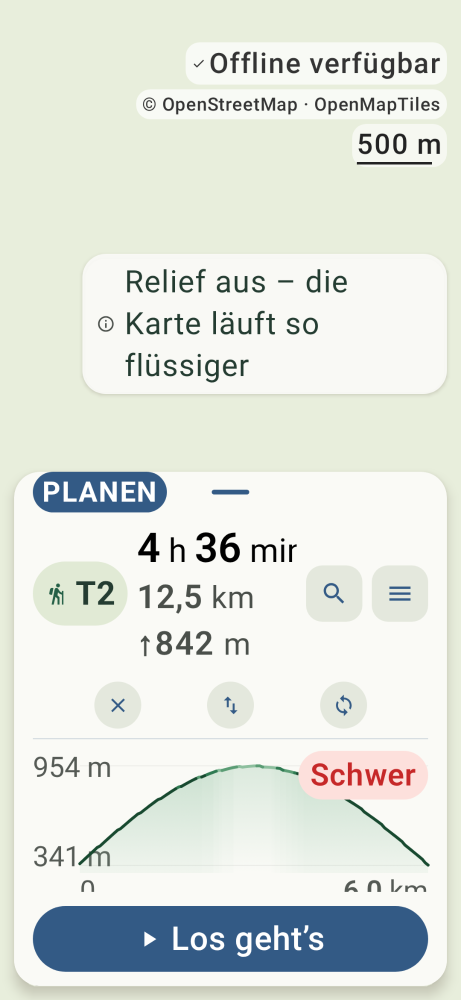 Offline verfügbar
© OpenStreetMap · OpenMapTiles
500 m
Relief aus – die
Karte läuft so
flüssiger
PLANEN
4 h 36 mir
T2
12,5 km
↑842 m
954 m
Schwer
341 m
0
6,0 km
Los geht’s